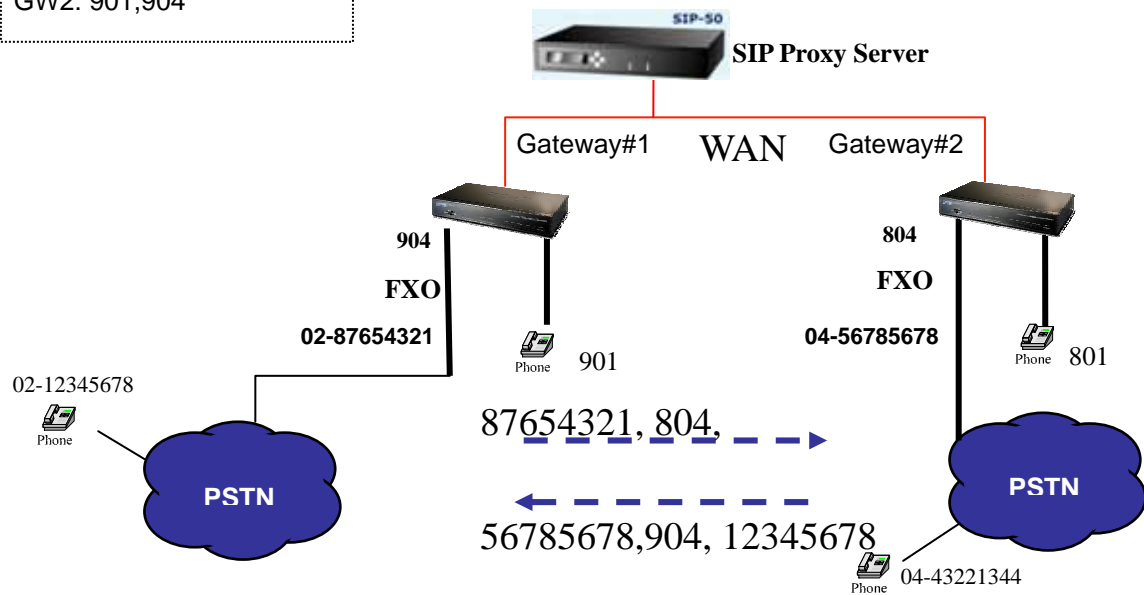 GW2: 901,904
SIP-50
SIP Proxy Server
Gateway#1
WAN
Gateway#2
904
804
FXO
FXO
02-87654321
04-56785678
Phone
901
Phone
801
02-12345678
Phone
87654321, 804,
PSTN
PSTN
56785678,904, 12345678
Phone
04-43221344